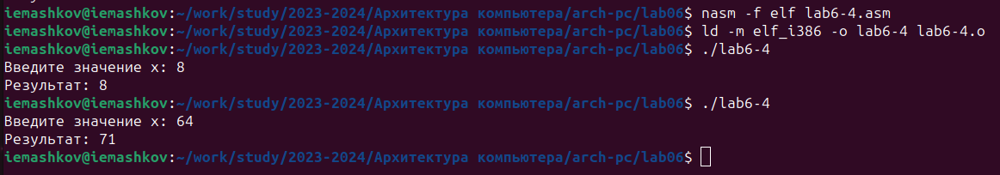 iemashkov@iemashkov:~/work/study/2023-2024/Архитектура компьютера/arch-pc/lab06$ nasm -f elf lab6-4.asm
iemashkov@iemashkov:~/work/study/2023-2024/Архитектура компьютера/arch-pc/lab06$ ld -m elf_i386 -o lab6-4 lab6-4.o
iemashkov@iemashkov:~/work/study/2023-2024/Архитектура компьютера/arch-pc/lab06$ ./lab6-4
Введите значение x: 8
Результат: 8
iemashkov@iemashkov:~/work/study/2023-2024/Архитектура компьютера/arch-pc/lab06$ ./lab6-4
Введите значение x: 64
Результат: 71
iemashkov@iemashkov:~/work/study/2023-2024/Архитектура компьютера/arch-pc/lab06$